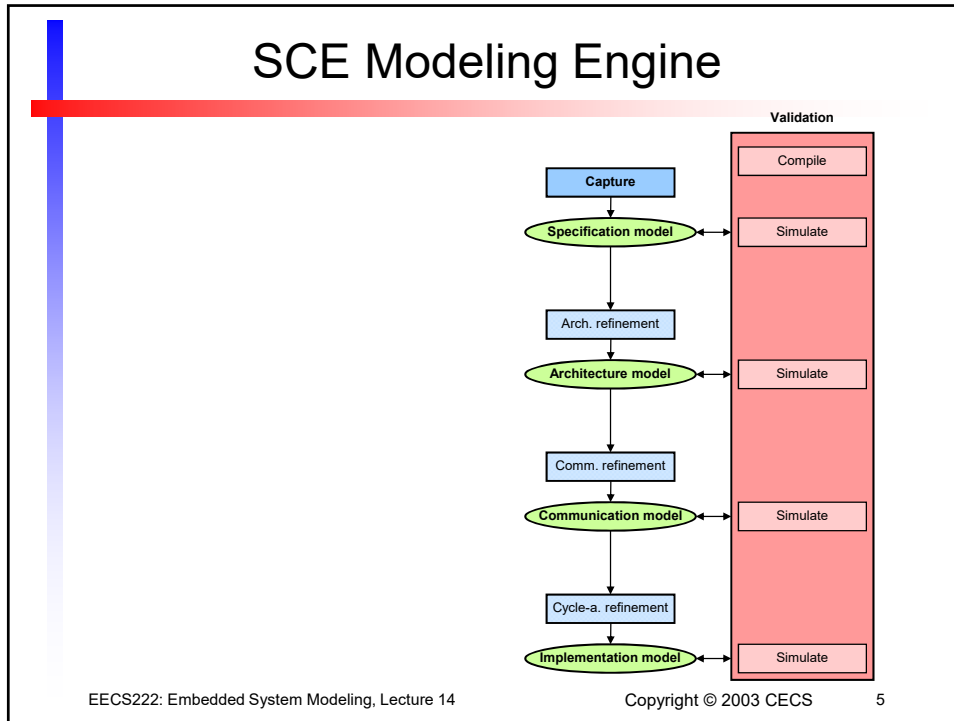 SCE Modeling Engine
Validation
Compile
Capture
Specification model
Simulate
Arch. refinement
Architecture model
Simulate
Comm. refinement
Communication model
Simulate
Cycle-a. refinement
Implementation model
Simulate
EECS222: Embedded System Modeling, Lecture 14
Copyright © 2003 CECS
5